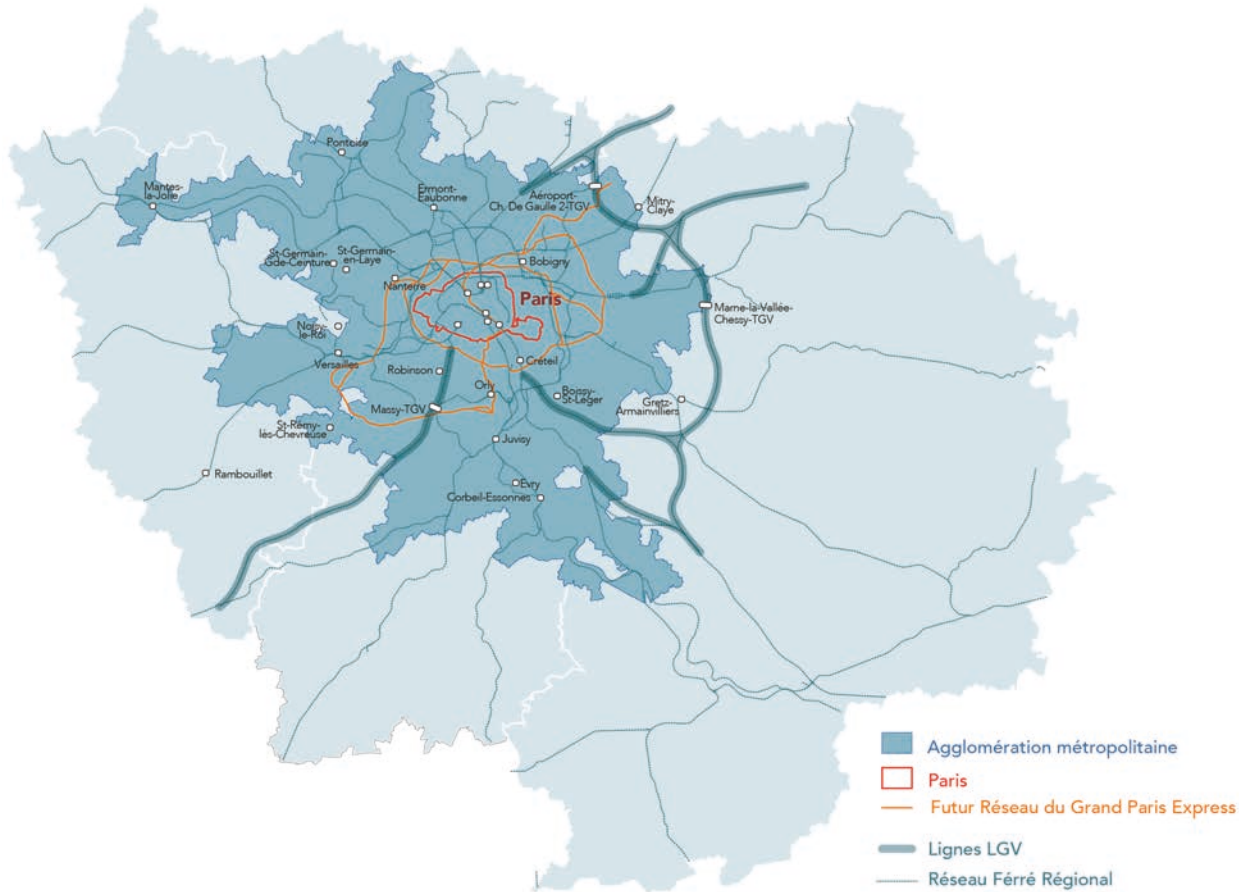 Pontoise
Mantes-
la-Jolie
Ermont-
Eaubonne
Aéroport-
Ch. De Gaulle 2-TGV
Mitry-
Claye
St-Germain-
Gde-Ceinture
St-Germain-
en-Laye
Bobigny
Nanterre
Paris
Marne-la-Vallée-
Chessy-TGV
Noisy-
le-Roi
Versailles
Créteil
Robinson
Orly
Boissy-
St-Léger
Massy-TGV
Gretz-
Armainvilliers
St-Rémy-
lès-Chevreuse
Juvisy
Rambouillet
Evry
Corbeil-Essonnes
Agglomération métropolitaine
Paris
Futur Réseau du Grand Paris Express
Lignes LGV
Réseau Férré Régional